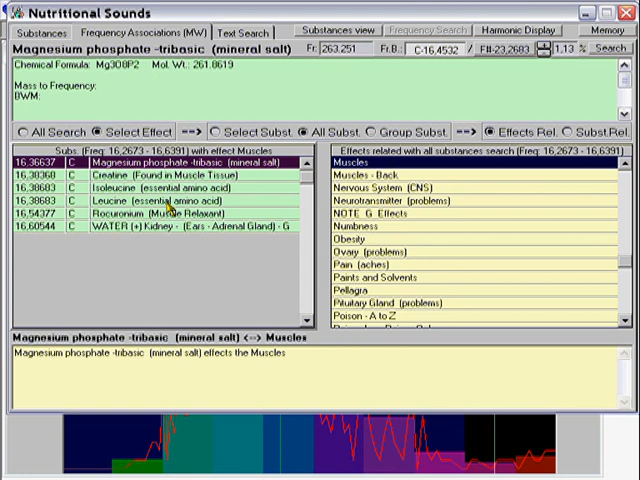 Nutritional Sounds
Substances
Frequency Associations (MW)
Text Search
Substances view
Frequency Search
Harmonic Display
Memory
Magnesium phosphate -tribasic (mineral salt)
Fr.: 263.251
Fr.B.: C-16,4532 / F#-23,2683
1,13 %
Search
Chemical Formula: Mg3O8P2 Mol. Wt.: 261.8619
Mass to Frequency:
BWM:
All Search
Select Effect
==>
Select Subst.
All Subst.
Group Subst.
==>
Effects Rel.
Subst.Rel.
Subs. (Freq: 16,2673 - 16,6391) with effect Muscles
16,36637 C Magnesium phosphate -tribasic (mineral salt)
16,38368 C Creatine (Found in Muscle Tissue)
16,38683 C Isoleucine (essential amino acid)
16,38683 C Leucine (essential amino acid)
16,54377 C Rocuronium (Muscle Relaxant)
16,60544 C WATER (+) Kidney - (Ears - Adrenal Gland) - G
Effects related with all substances search (Freq: 16,2673 - 16,6391)
Muscles
Muscles - Back
Nervous System (CNS)
Neurotransmitter (problems)
NOTE G Effects
Numbness
Obesity
Ovary (problems)
Pain (aches)
Paints and Solvents
Pellagra
Pituitary Gland (problems)
Poison - A to Z
Magnesium phosphate -tribasic (mineral salt) <--> Muscles
Magnesium phosphate -tribasic (mineral salt) effects the Muscles